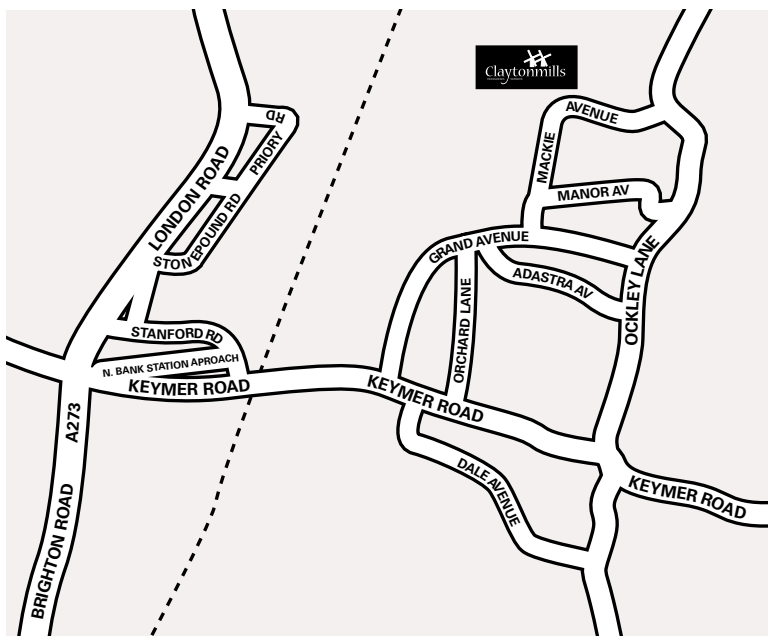 Claytonmills
AVENUE
RD
PRIORY
MACKIE
LONDON ROAD
MANOR AV
STONEPOUND RD
GRAND AVENUE
OCKLEY LANE
ADASTRA AV
ORCHARD LANE
STANFORD RD
N. BANK STATION APROACH
KEYMER ROAD
KEYMER ROAD
A273
DALE AVENUE
KEYMER ROAD
BRIGHTON ROAD